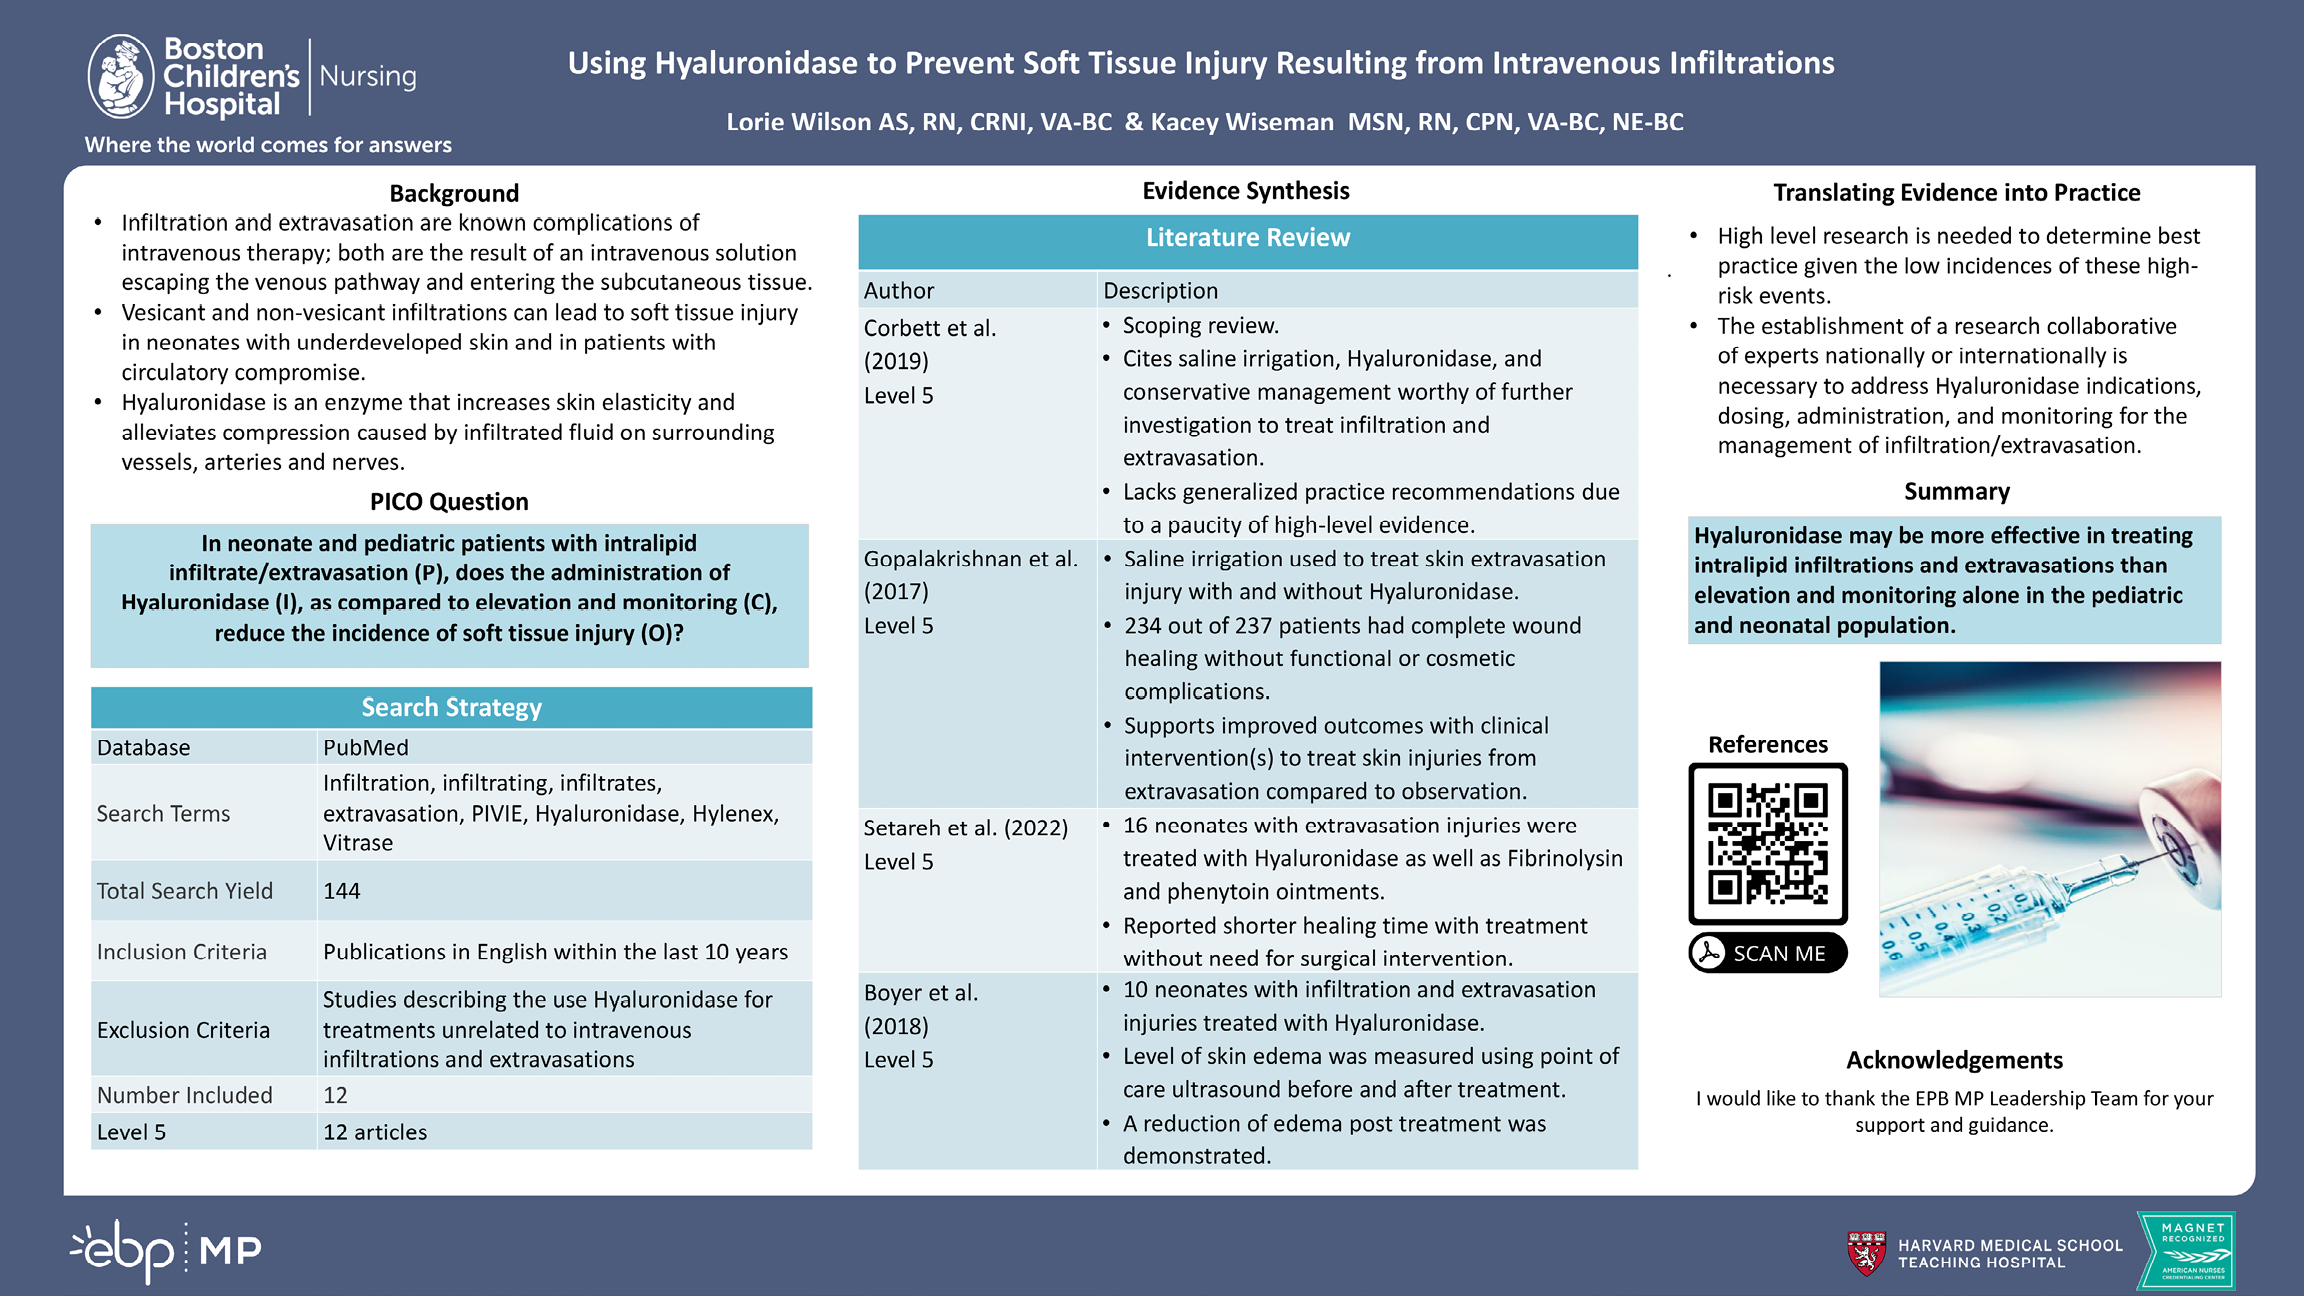 Boston
Children's
Hospital
Nursing
Where the world comes for answers
Using Hyaluronidase to Prevent Soft Tissue Injury Resulting from Intravenous Infiltrations
Lorie Wilson AS, RN, CRNI, VA-BC & Kacey Wiseman MSN, RN, CPN, VA-BC, NE-BC
Background
• Infiltration and extravasation are known complications of
intravenous therapy; both are the result of an intravenous solution
escaping the venous pathway and entering the subcutaneous tissue.
• Vesicant and non-vesicant infiltrations can lead to soft tissue injury
in neonates with underdeveloped skin and in patients with
circulatory compromise.
• Hyaluronidase is an enzyme that increases skin elasticity and
alleviates compression caused by infiltrated fluid on surrounding
vessels, arteries and nerves.
PICO Question
In neonate and pediatric patients with intralipid
infiltrate/extravasation (P), does the administration of
Hyaluronidase (I), as compared to elevation and monitoring (C),
reduce the incidence of soft tissue injury (O)?
Search Strategy
Database
PubMed
Search Terms
Infiltration, infiltrating, infiltrates,
extravasation, PIVIE, Hyaluronidase, Hylenex,
Vitrase
Total Search Yield
144
Inclusion Criteria
Publications in English within the last 10 years
Exclusion Criteria
Studies describing the use Hyaluronidase for
treatments unrelated to intravenous
infiltrations and extravasations
Number Included
12
Level 5
12 articles
Evidence Synthesis
Literature Review
Author
Description
Corbett et al.
(2019)
Level 5
• Scoping review.
• Cites saline irrigation, Hyaluronidase, and
conservative management worthy of further
investigation to treat infiltration and
extravasation.
• Lacks generalized practice recommendations due
to a paucity of high-level evidence.
Gopalakrishnan et al.
(2017)
Level 5
• Saline irrigation used to treat skin extravasation
injury with and without Hyaluronidase.
• 234 out of 237 patients had complete wound
healing without functional or cosmetic
complications.
• Supports improved outcomes with clinical
intervention(s) to treat skin injuries from
extravasation compared to observation.
Setareh et al. (2022)
Level 5
• 16 neonates with extravasation injuries were
treated with Hyaluronidase as well as Fibrinolysin
and phenytoin ointments.
• Reported shorter healing time with treatment
without need for surgical intervention.
Boyer et al.
(2018)
Level 5
• 10 neonates with infiltration and extravasation
injuries treated with Hyaluronidase.
• Level of skin edema was measured using point of
care ultrasound before and after treatment.
• A reduction of edema post treatment was
demonstrated.
Translating Evidence into Practice
• High level research is needed to determine best
practice given the low incidences of these high-
risk events.
• The establishment of a research collaborative
of experts nationally or internationally is
necessary to address Hyaluronidase indications,
dosing, administration, and monitoring for the
management of infiltration/extravasation.
Summary
Hyaluronidase may be more effective in treating
intralipid infiltrations and extravasations than
elevation and monitoring alone in the pediatric
and neonatal population.
References
SCAN ME
0.2
0.3
0.5
0.6
Acknowledgements
I would like to thank the EPB MP Leadership Team for your
support and guidance.
ebp MP
HARVARD MEDICAL SCHOOL
TEACHING HOSPITAL
MAGNET
RECOGNIZED
AMERICAN NURSES
CREDENTIALING CENTER